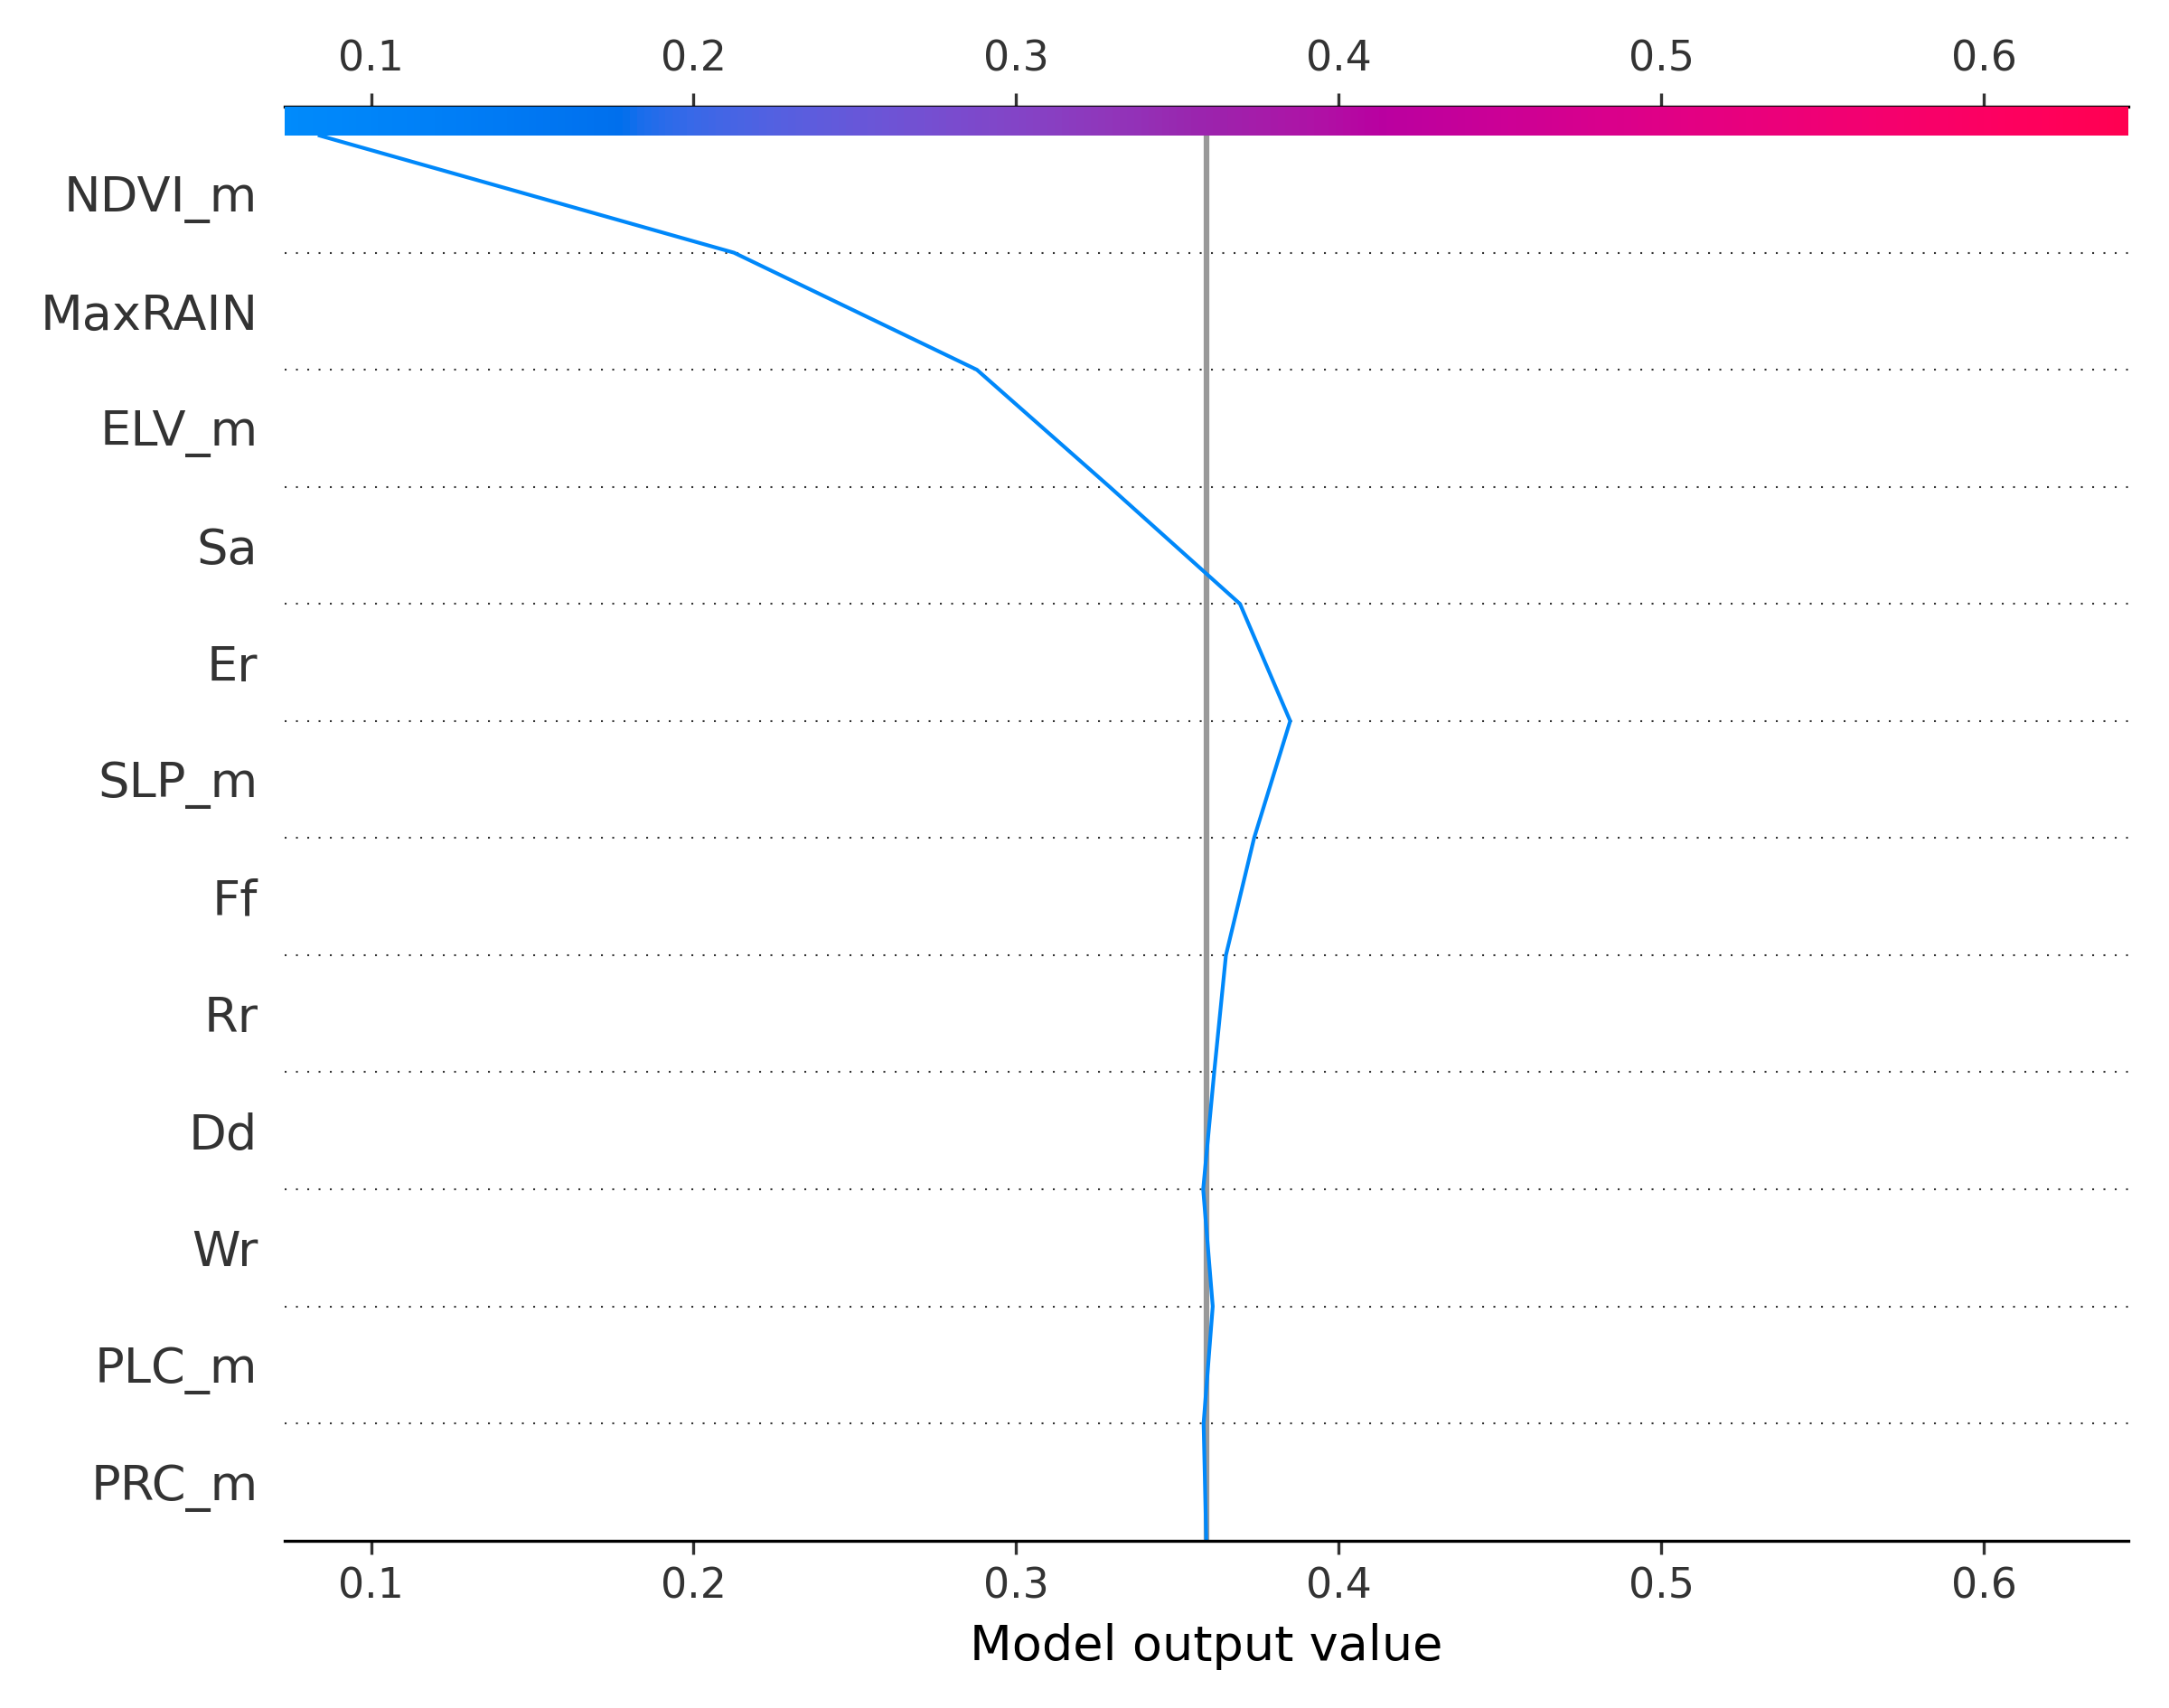 0.1 0.2 0.3 0.4 0.5 0.6
NDVI_m
MaxRAIN
ELV_m
Sa
Er
SLP_m
Ff
Rr
Dd
Wr
PLC_m
PRC_m
0.1 0.2 0.3 0.4 0.5 0.6
Model output value